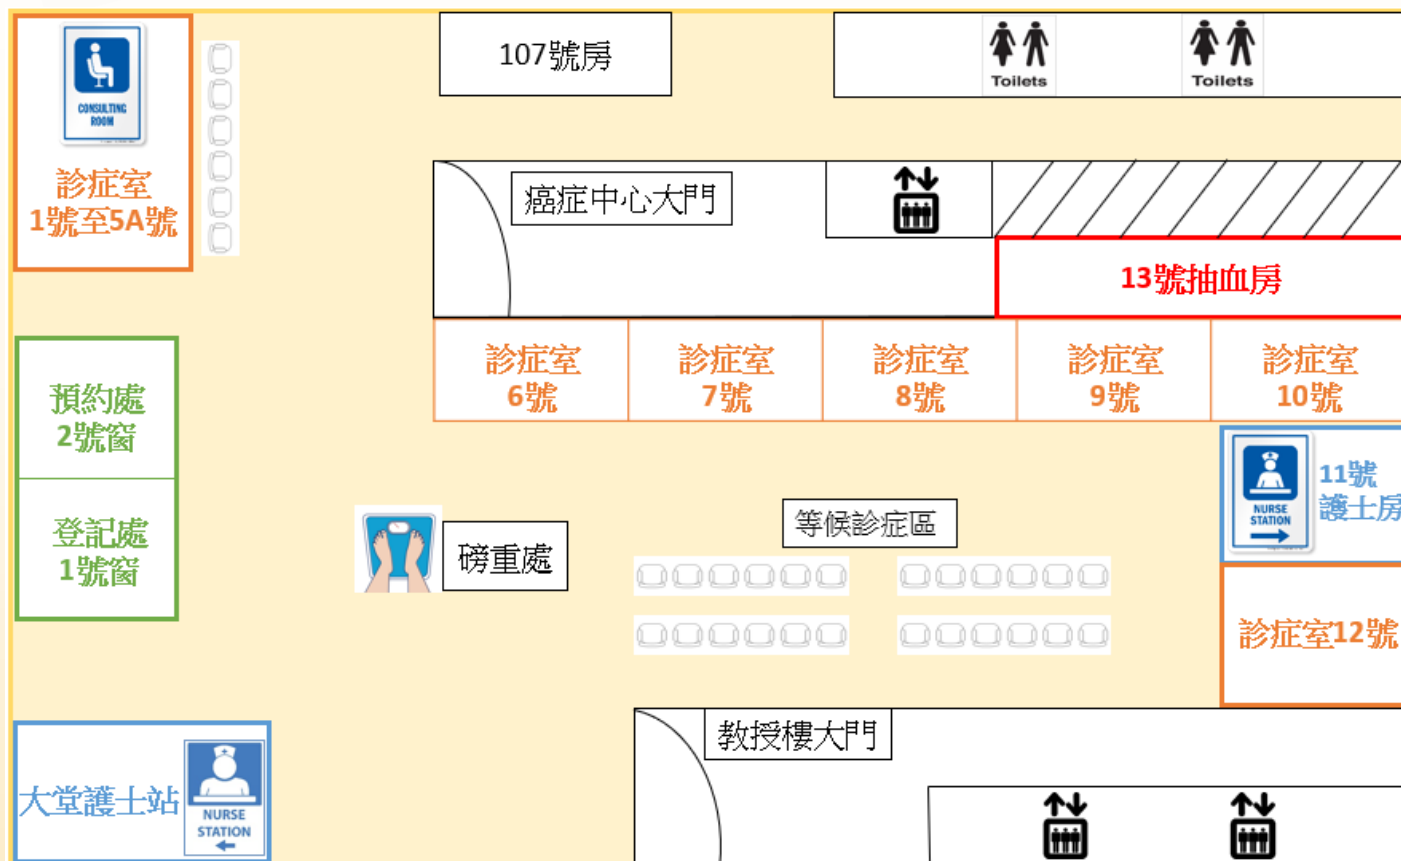 CONSULTING
ROOM
診症室
1號至5A號
107號房
Toilets
Toilets
癌症中心大門
13號抽血房
診症室
6號
診症室
7號
診症室
8號
診症室
9號
診症室
10號
預約處
2號窗
登記處
1號窗
磅重處
等候診症區
NURSE
STATION
11號
護士房
診症室12號
大堂護士站
NURSE
STATION
教授樓大門